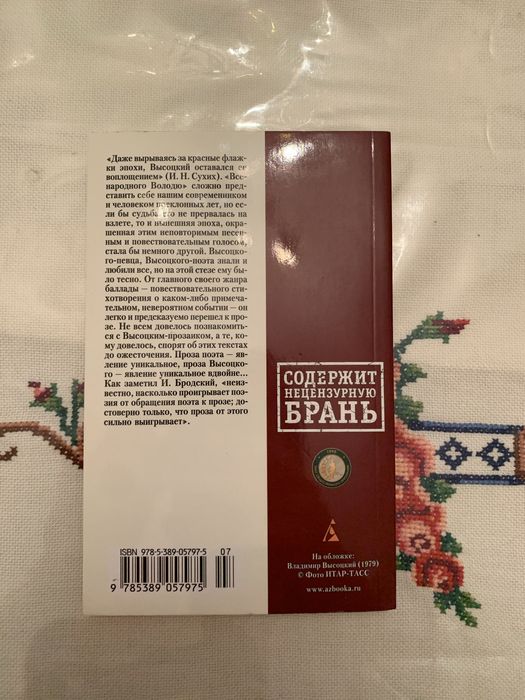 «Даже вырываясь за красные флаж-
ки эпохи, Высоцкий оставался ее
воплощением» (И. Н. Сухих). «Все-
народного Володю» сложно пред-
ставить себе нашим современником
и человеком преклонных лет, но если
бы судьба его не прервалась на
взлете, то и нынешняя эпоха, окра-
шенная этим неповторимым песен-
ным и повествовательным голосом,
стала бы немного другой. Высоцко-
го-певца, Высоцкого-поэта знали и
любили все, но на этой стезе ему бы-
ло тесно. От главного своего жанра
баллады — повествовательного сти-
хотворения о каком-либо примеча-
тельном, невероятном событии — он
легко и предсказуемо перешел к про-
зе. Не всем довелось познакомить-
ся с Высоцким-прозаиком, а те, ко-
му довелось, спорят об этих текстах
до ожесточения. Проза поэта — яв-
ление уникальное, проза Высоцко-
го — явление уникальное вдвойне...
Как заметил И. Бродский, «неиз-
вестно, насколько проигрывает поэ-
зия от обращения поэта к прозе; до-
стоверно только, что проза от этого
сильно выигрывает».
СОДЕРЖИТ
НЕЦЕНЗУРНУЮ
БРАНЬ
ISBN 978-5-389-05797-5
07
9 785389 057975
На обложке:
Владимир Высоцкий (1979)
© Фото ИТАР-ТАСС
www.azbooka.ru